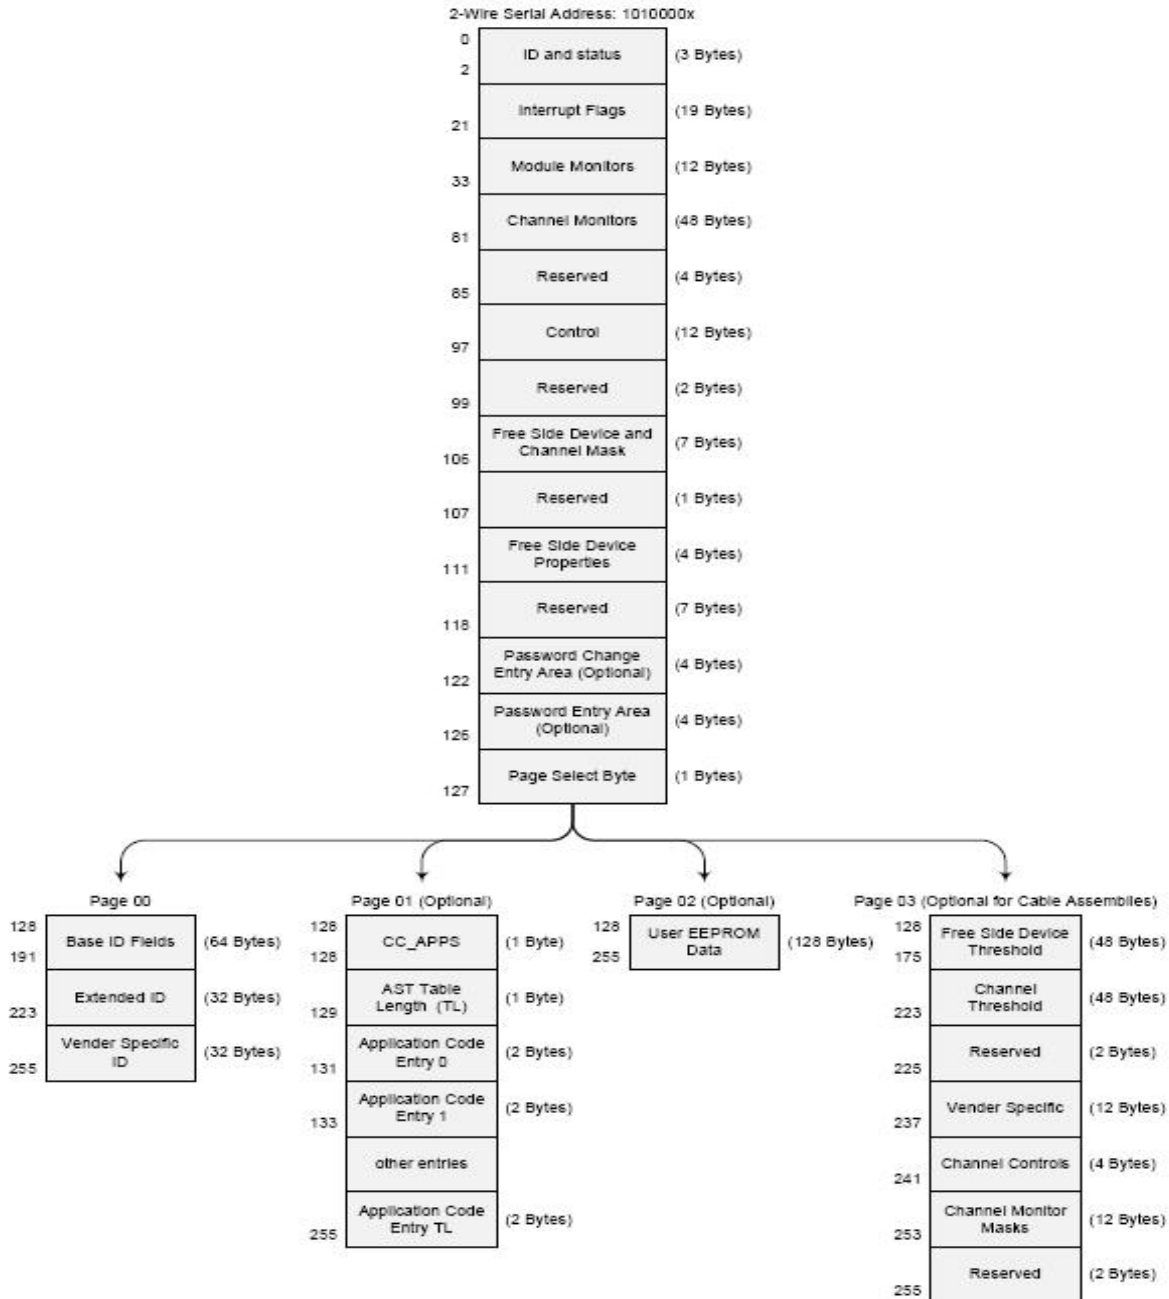 2-Wire Serial Address: 1010000x
0
ID and status (3 Bytes)
2
Interrupt Flags (19 Bytes)
21
Module Monitors (12 Bytes)
33
Channel Monitors (48 Bytes)
81
Reserved (4 Bytes)
85
Control (12 Bytes)
97
Reserved (2 Bytes)
99
Free Side Device and
Channel Mask (7 Bytes)
106
Reserved (1 Bytes)
107
Free Side Device
Properties (4 Bytes)
111
Reserved (7 Bytes)
118
Password Change
Entry Area (Optional) (4 Bytes)
122
Password Entry Area
(Optional) (4 Bytes)
126
Page Select Byte (1 Bytes)
127
Page 00
128
Base ID Fields (64 Bytes)
191
Extended ID (32 Bytes)
223
Vender Specific
ID (32 Bytes)
255
Page 01 (Optional)
128
CC_APPS (1 Byte)
128
AST Table
Length (TL) (1 Byte)
129
Application Code
Entry 0 (2 Bytes)
131
Application Code
Entry 1 (2 Bytes)
133
other entries
Application Code
Entry TL (2 Bytes)
255
Page 02 (Optional)
128
User EEPROM
Data (128 Bytes)
255
Page 03 (Optional for Cable Assemblies)
128
Free Side Device
Threshold (48 Bytes)
175
Channel
Threshold (48 Bytes)
223
Reserved (2 Bytes)
225
Vender Specific (12 Bytes)
237
Channel Controls (4 Bytes)
241
Channel Monitor
Masks (12 Bytes)
253
Reserved (2 Bytes)
255